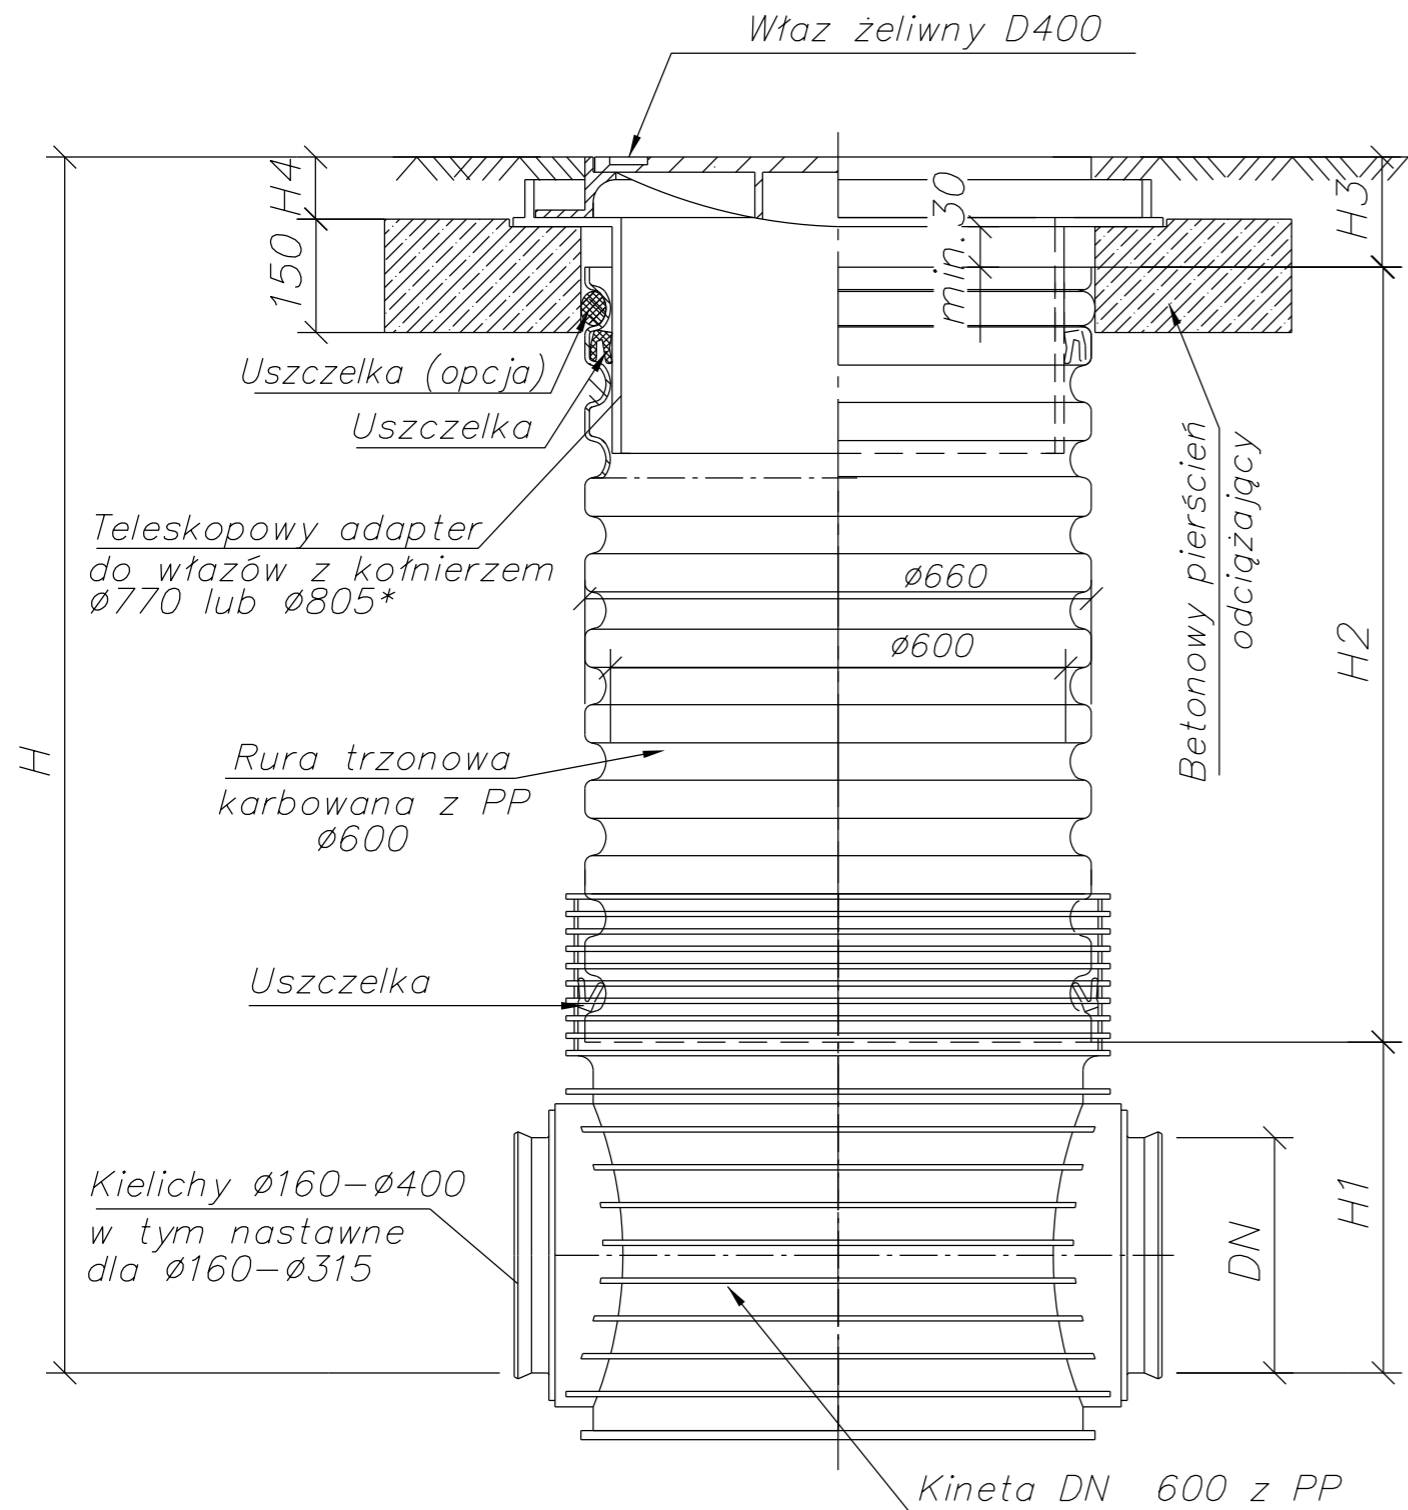 Właz żeliwny D400
H4
H3
min. 30
150
Uszczelka (opcja)
Uszczelka
Teleskopowy adapter
do włazów z kołnierzem
ø770 lub ø805*
Betonowy pierścień
odciążający
ø660
ø600
H2
H
Rura trzonowa
karbowana z PP
ø600
Uszczelka
Kielichy ø160-ø400
w tym nastawne
dla ø160-ø315
DN
H1
Kineta DN 600 z PP